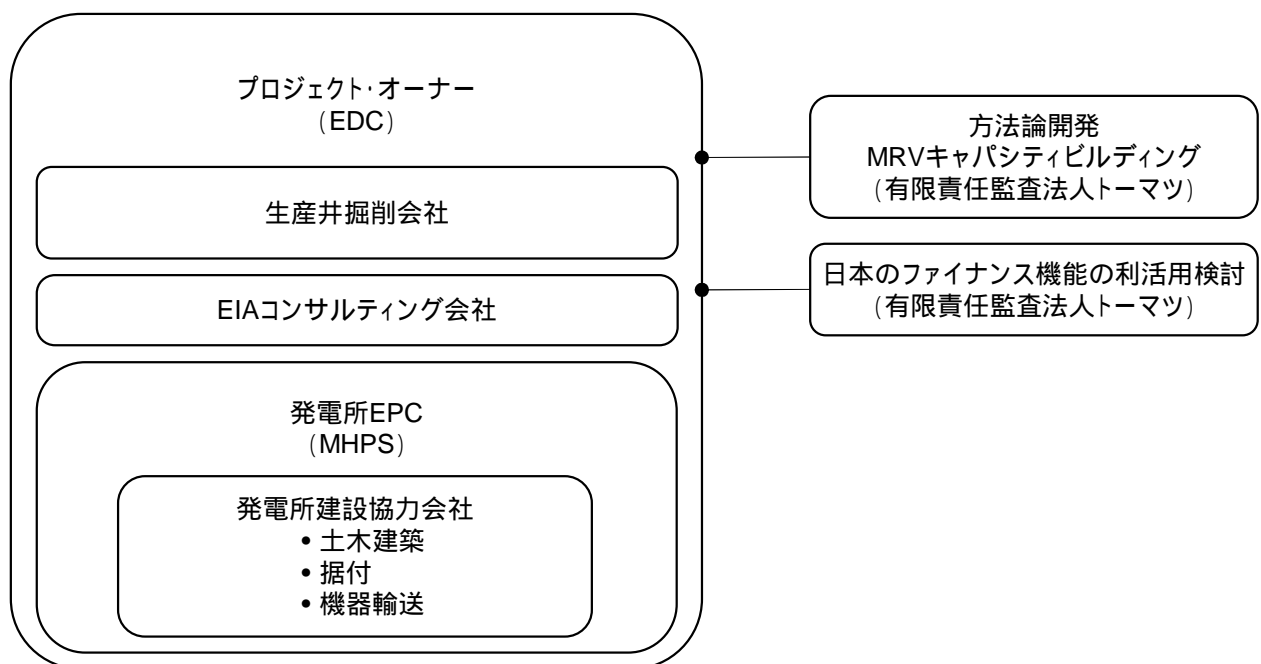 プロジェクト・オーナー
(EDC)
生産井掘削会社
EIAコンサルティング会社
発電所EPC
(MHPS)
発電所建設協力会社
• 土木建築
• 据付
• 機器輸送
方法論開発
MRVキャパシティビルディング
(有限責任監査法人トーマツ)
日本のファイナンス機能の利活用検討
(有限責任監査法人トーマツ)